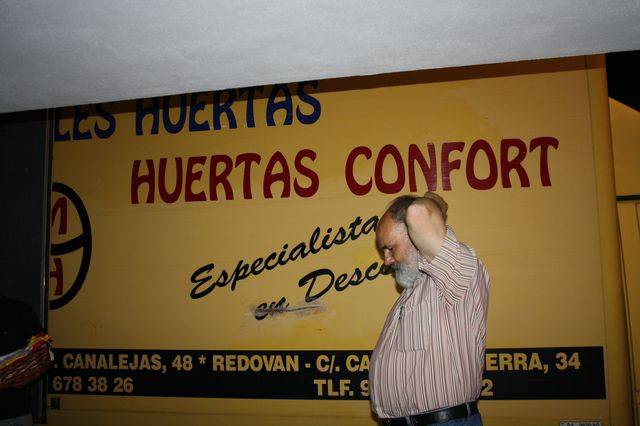 LES HUERTAS
HUERTAS CONFORT
M
H
Especialista
en Desc
. CANALEJAS, 48 * REDOVAN - C/. CA ERRA, 34
678 38 26 TLF. 9 2